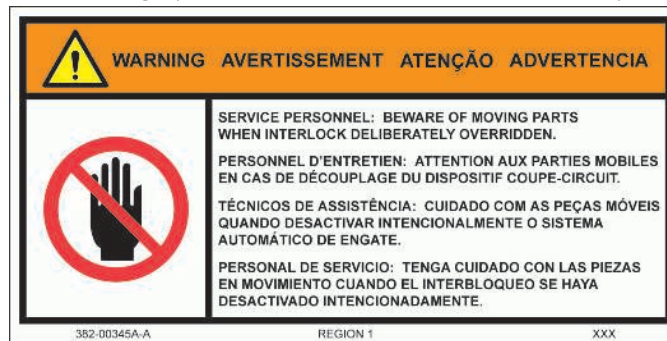 WARNING AVERTISSEMENT ATENÇÃO ADVERTENCIA
SERVICE PERSONNEL: BEWARE OF MOVING PARTS
WHEN INTERLOCK DELIBERATELY OVERRIDDEN.
PERSONNEL D'ENTRETIEN: ATTENTION AUX PARTIES MOBILES
EN CAS DE DÉCOUPLAGE DU DISPOSITIF COUPE-CIRCUIT.
TÉCNICOS DE ASSISTÊNCIA: CUIDADO COM AS PEÇAS MÓVEIS
QUANDO DESACTIVAR INTENCIONALMENTE O SISTEMA
AUTOMÁTICO DE ENGATE.
PERSONAL DE SERVICIO: TENGA CUIDADO CON LAS PIEZAS
EN MOVIMIENTO CUANDO EL INTERBLOQUEO SE HAYA
DESACTIVADO INTENCIONADAMENTE.
382-00345A-A REGION 1 XXX